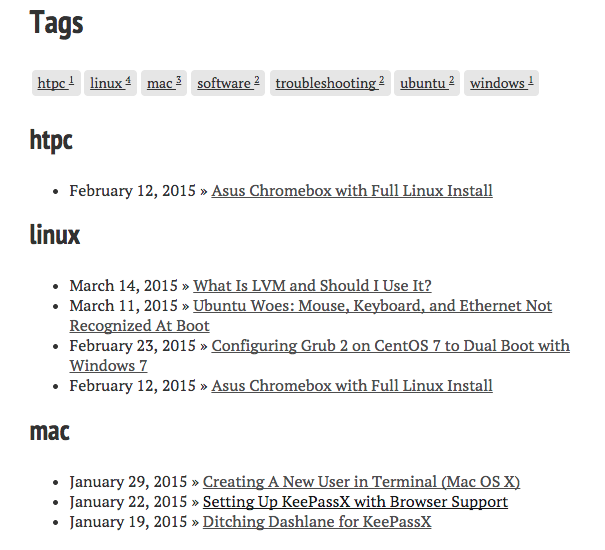 Tags
htpc 1 linux 4 mac 3 software 2 troubleshooting 2 ubuntu 2 windows 1
htpc
• February 12, 2015 » Asus Chromebox with Full Linux Install
linux
• March 14, 2015 » What Is LVM and Should I Use It?
• March 11, 2015 » Ubuntu Woes: Mouse, Keyboard, and Ethernet Not
Recognized At Boot
• February 23, 2015 » Configuring Grub 2 on CentOS 7 to Dual Boot with
Windows 7
• February 12, 2015 » Asus Chromebox with Full Linux Install
mac
• January 29, 2015 » Creating A New User in Terminal (Mac OS X)
• January 22, 2015 » Setting Up KeePassX with Browser Support
• January 19, 2015 » Ditching Dashlane for KeePassX